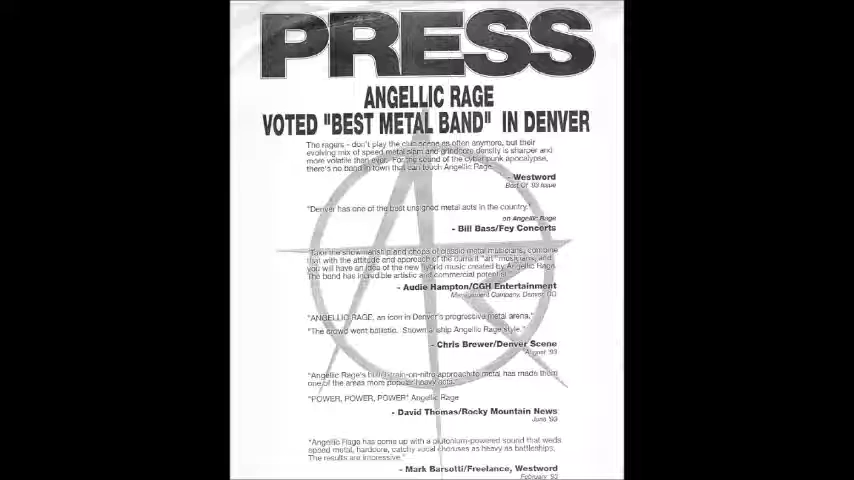 PRESS
ANGELLIC RAGE
VOTED "BEST METAL BAND" IN DENVER
The ragers - don't play the club scene as often anymore, but their
evolving mix of speed metal slam and grindcore density is sharper and
more volatile than ever. For the sound of the cyber punk apocalypse,
there's no band in town that can touch Angellic Rage.
- Westword
Best Of '93 Issue
"Denver has one of the best unsigned metal acts in the country."
on Angellic Rage
- Bill Bass/Fey Concerts
"Take the showmanship and chops of classic metal musicians, combine
that with the attitude and approach of the current "art" musicians, and
you will have an idea of the new hybrid music created by Angellic Rage.
The band has incredible artistic and commercial potential."
- Audie Hampton/CGH Entertainment
Management Company, Denver, CO
"ANGELLIC RAGE, an icon in Denver's progressive metal arena."
"The crowd went ballistic. Showmanship Angellic Rage style."
- Chris Brewer/Denver Scene
August '93
"Angellic Rage's bullet-train-on-nitro approach to metal has made them
one of the areas more popular heavy acts."
"POWER, POWER, POWER" Angellic Rage
- David Thomas/Rocky Mountain News
June '93
"Angellic Rage has come up with a plutonium-powered sound that weds
speed metal, hardcore, catchy vocal choruses as heavy as battleships.
The results are impressive."
- Mark Barsotti/Freelance, Westword
February '93